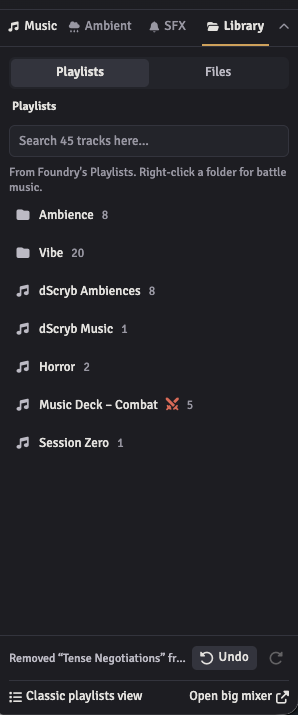 Music Ambient SFX Library
Playlists Files
Playlists
Search 45 tracks here...
From Foundry's Playlists. Right-click a folder for battle
music.
Ambience 8
Vibe 20
dScryb Ambiences 8
dScryb Music 1
Horror 2
Music Deck – Combat 5
Session Zero 1
Removed “Tense Negotiations” fr... Undo
Classic playlists view Open big mixer